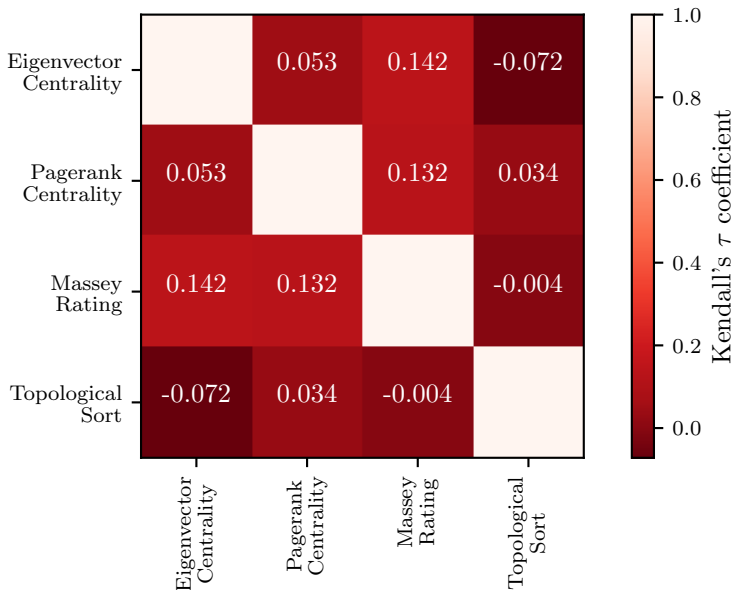 Eigenvector
Centrality
0.053
0.142
-0.072
Pagerank
Centrality
0.053
0.132
0.034
Massey
Rating
0.142
0.132
-0.004
Topological
Sort
-0.072
0.034
-0.004
Eigenvector
Centrality
Pagerank
Centrality
Massey
Rating
Topological
Sort
1.0
0.8
0.6
0.4
0.2
0.0
Kendall's τ coefficient